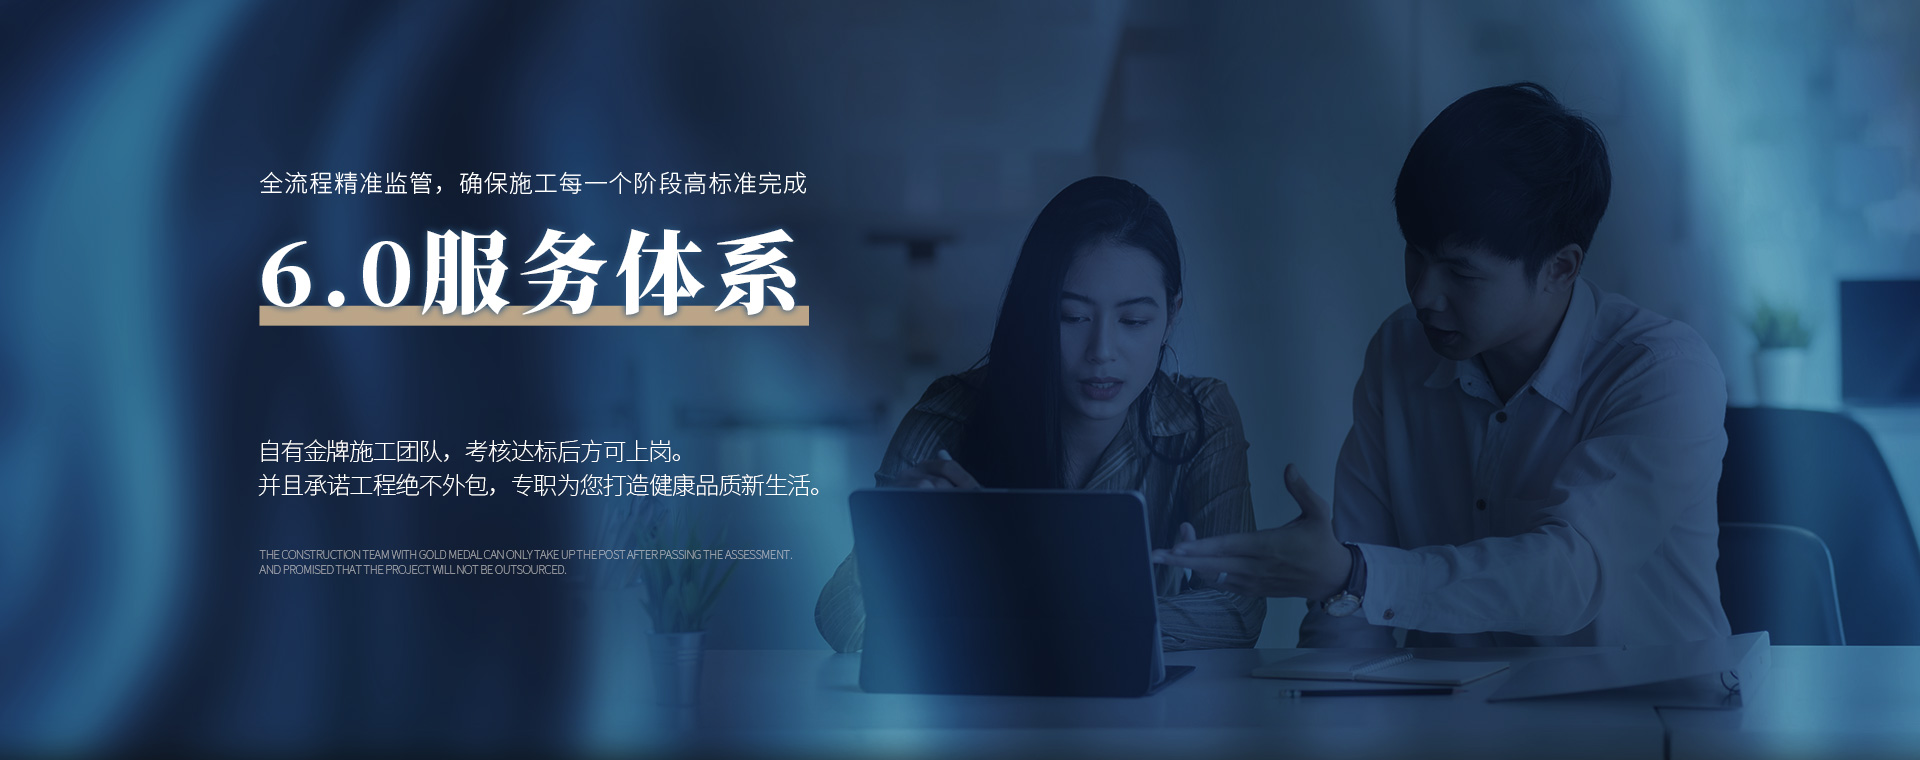 全流程精准监管，确保施工每一个阶段高标准完成
6.0服务体系
自有金牌施工团队，考核达标后方可上岗。
并且承诺工程绝不外包，专职为您打造健康品质新生活。
THE CONSTRUCTION TEAM WITH GOLD MEDAL CAN ONLY TAKE UP THE POST AFTER PASSING THE ASSESSMENT.
AND PROMISED THAT THE PROJECT WILL NOT BE OUTSOURCED.